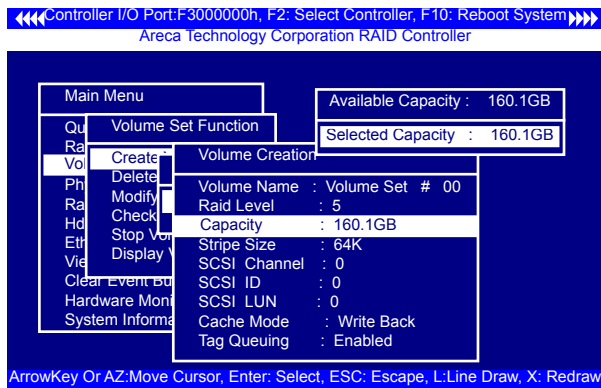 Controller I/O Port:F3000000h, F2: Select Controller, F10: Reboot System
Areca Technology Corporation RAID Controller
Main Menu
Available Capacity : 160.1GB
Selected Capacity : 160.1GB
Volume Set Function
Create
Delete
Modify
Check
Stop
Display
Volume Creation
Volume Name : Volume Set # 00
Raid Level : 5
Capacity : 160.1GB
Stripe Size : 64K
SCSI Channel : 0
SCSI ID : 0
SCSI LUN : 0
Cache Mode : Write Back
Tag Queuing : Enabled
Clear Event
Hardware
System
ArrowKey Or AZ:Move Cursor, Enter: Select, ESC: Escape, L:Line Draw, X: Redraw